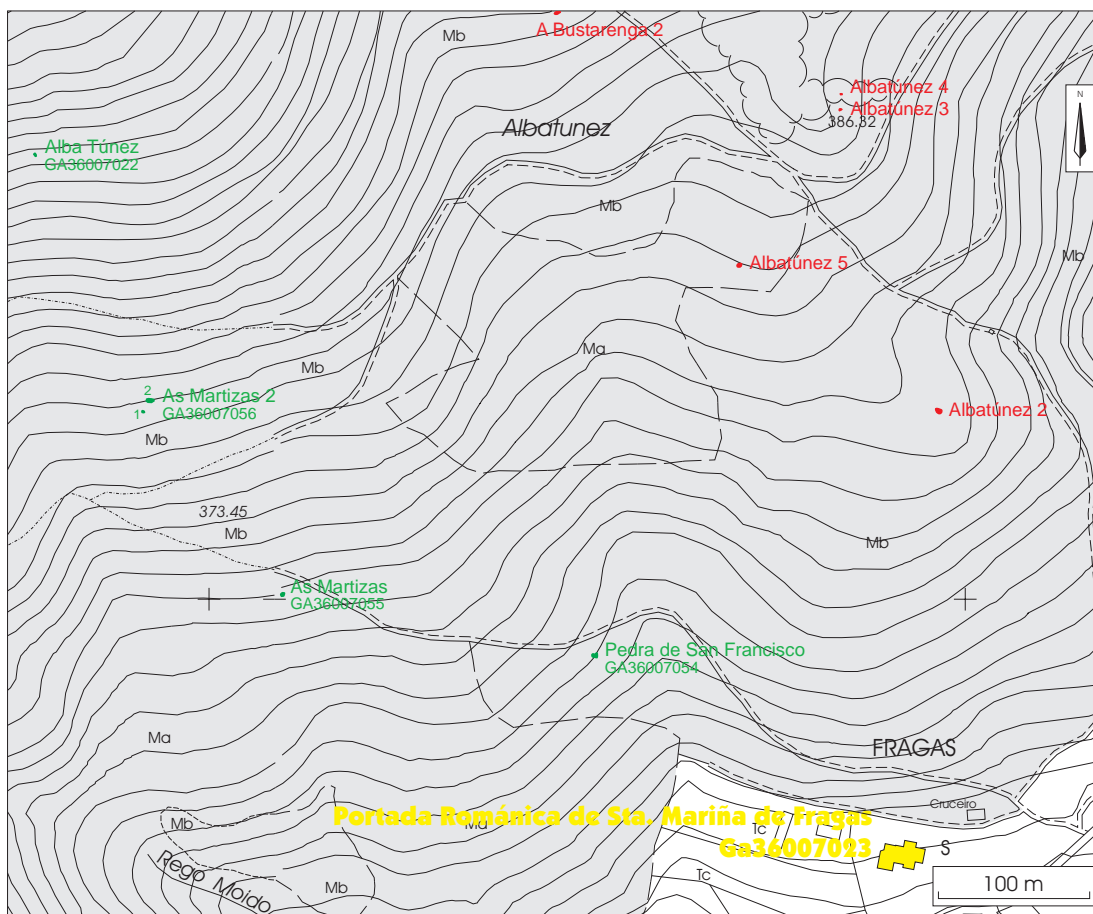 A Bustarenga 2
Mb
Albatúnez 4
Albatúnez 3
386.32
N
Albatunez
Alba Túnez
GA36007022
Mb
Mb
Albatúnez 5
Ma
Mb
2 As Martizas 2
1 GA36007056
Mb
Albatúnez 2
373.45
Mb
Mb
As Martizas
GA36007055
Pedra de San Francisco
GA36007054
Ma
FRAGAS
Cruceiro
Portada Románica de Sta. Mariña de Fragas
Mb
Ma
Tc
Ga36007023
S
Rego Moido
Mb
Tc
100 m